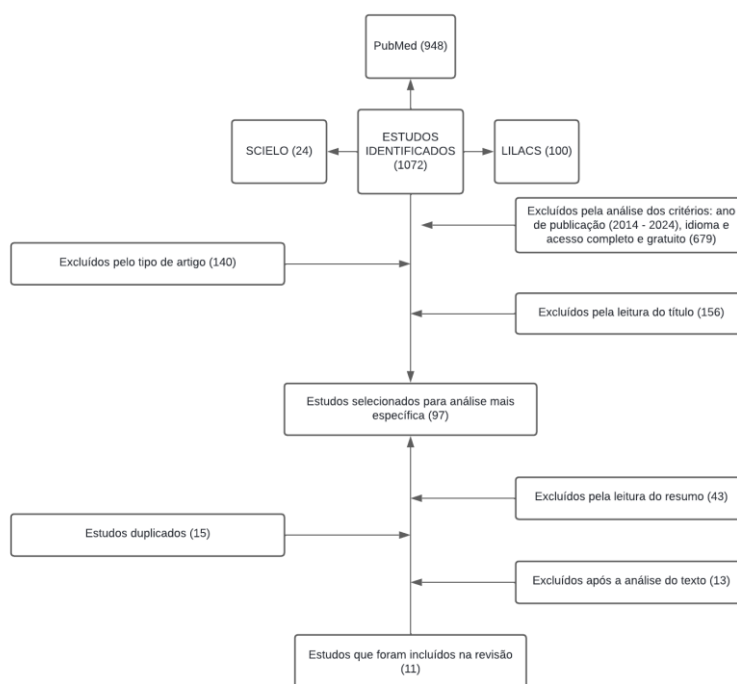 PubMed (948)
SCIELO (24)
ESTUDOS
IDENTIFICADOS
(1072)
LILACS (100)
Excluídos pela análise dos critérios: ano
de publicação (2014 - 2024), idioma e
acesso completo e gratuito (679)
Excluídos pelo tipo de artigo (140)
Excluídos pela leitura do título (156)
Estudos selecionados para análise mais
específica (97)
Excluídos pela leitura do resumo (43)
Estudos duplicados (15)
Excluídos após a análise do texto (13)
Estudos que foram incluídos na revisão
(11)